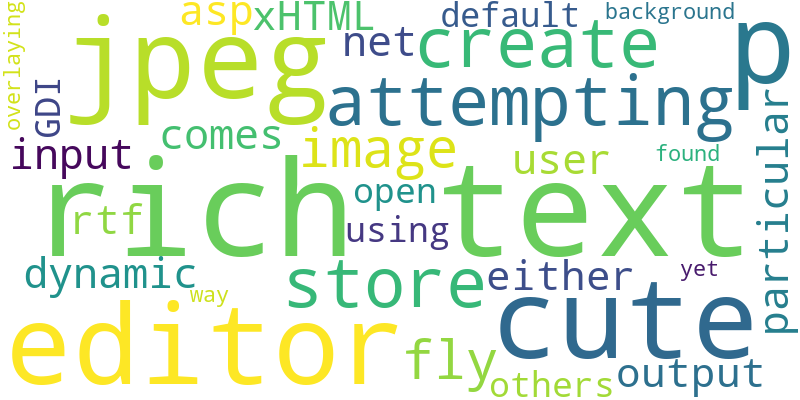 overlaying
asp
xHTML
default
background
jpeg
net
create
p
GDI
attempting
comes
input
image
user
found
particular
rich
text
rtf
open
using
dynamic
store
either
yet
way
editor
cute
fly
others
output